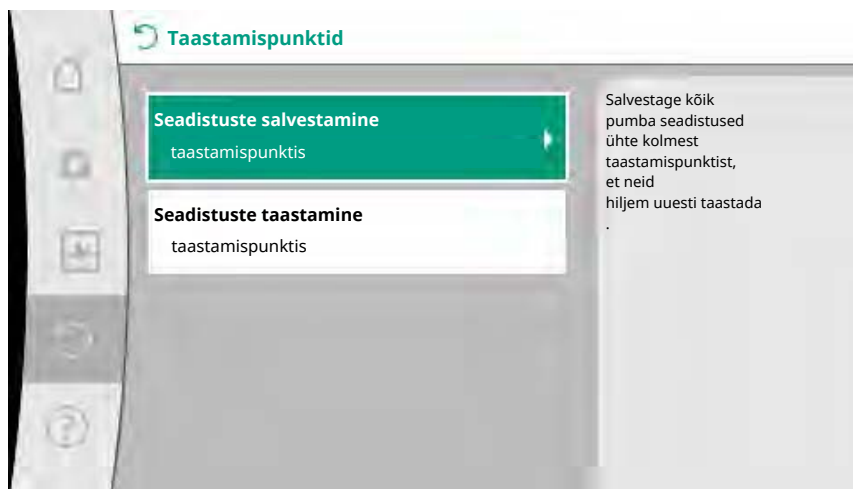 Taastamispunktid
Seadistuste salvestamine
taastamispunktis
Seadistuste taastamine
taastamispunktis
Salvestage kõik
pumba seadistused
ühte kolmest
taastamispunktist,
et neid
hiljem uuesti taastada
.